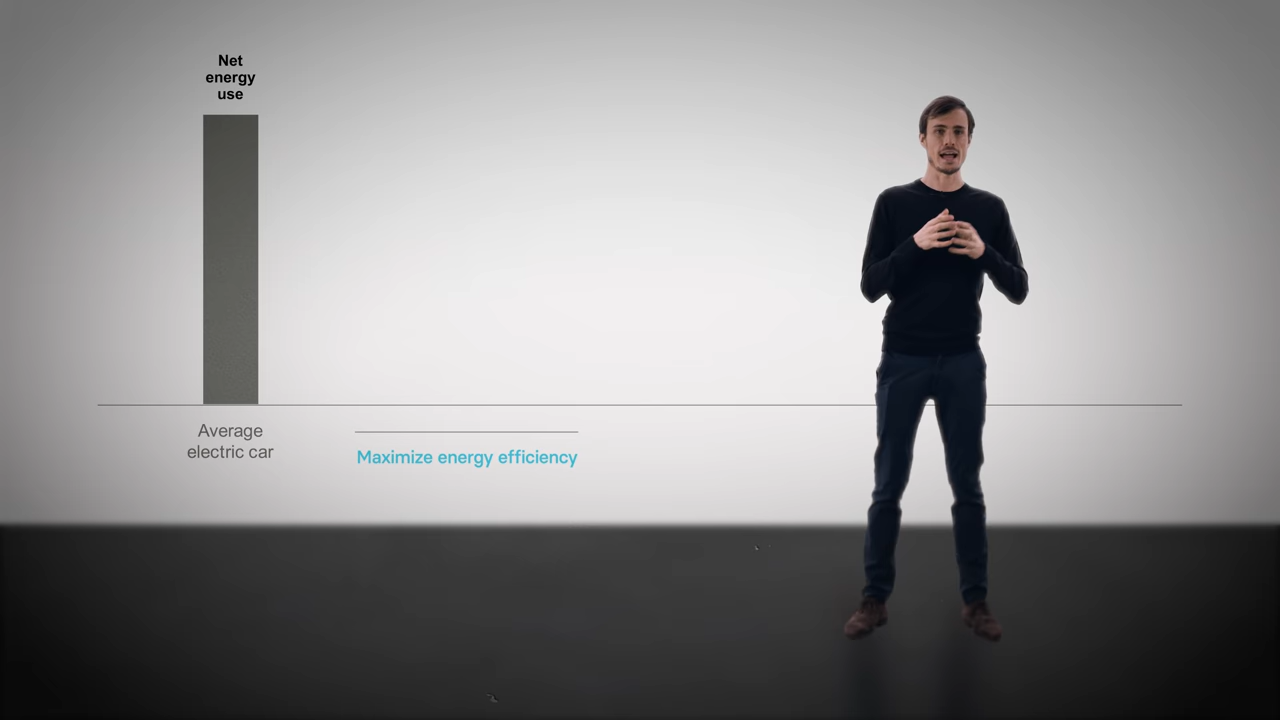 Net
energy
use
Average
electric car
Maximize energy efficiency